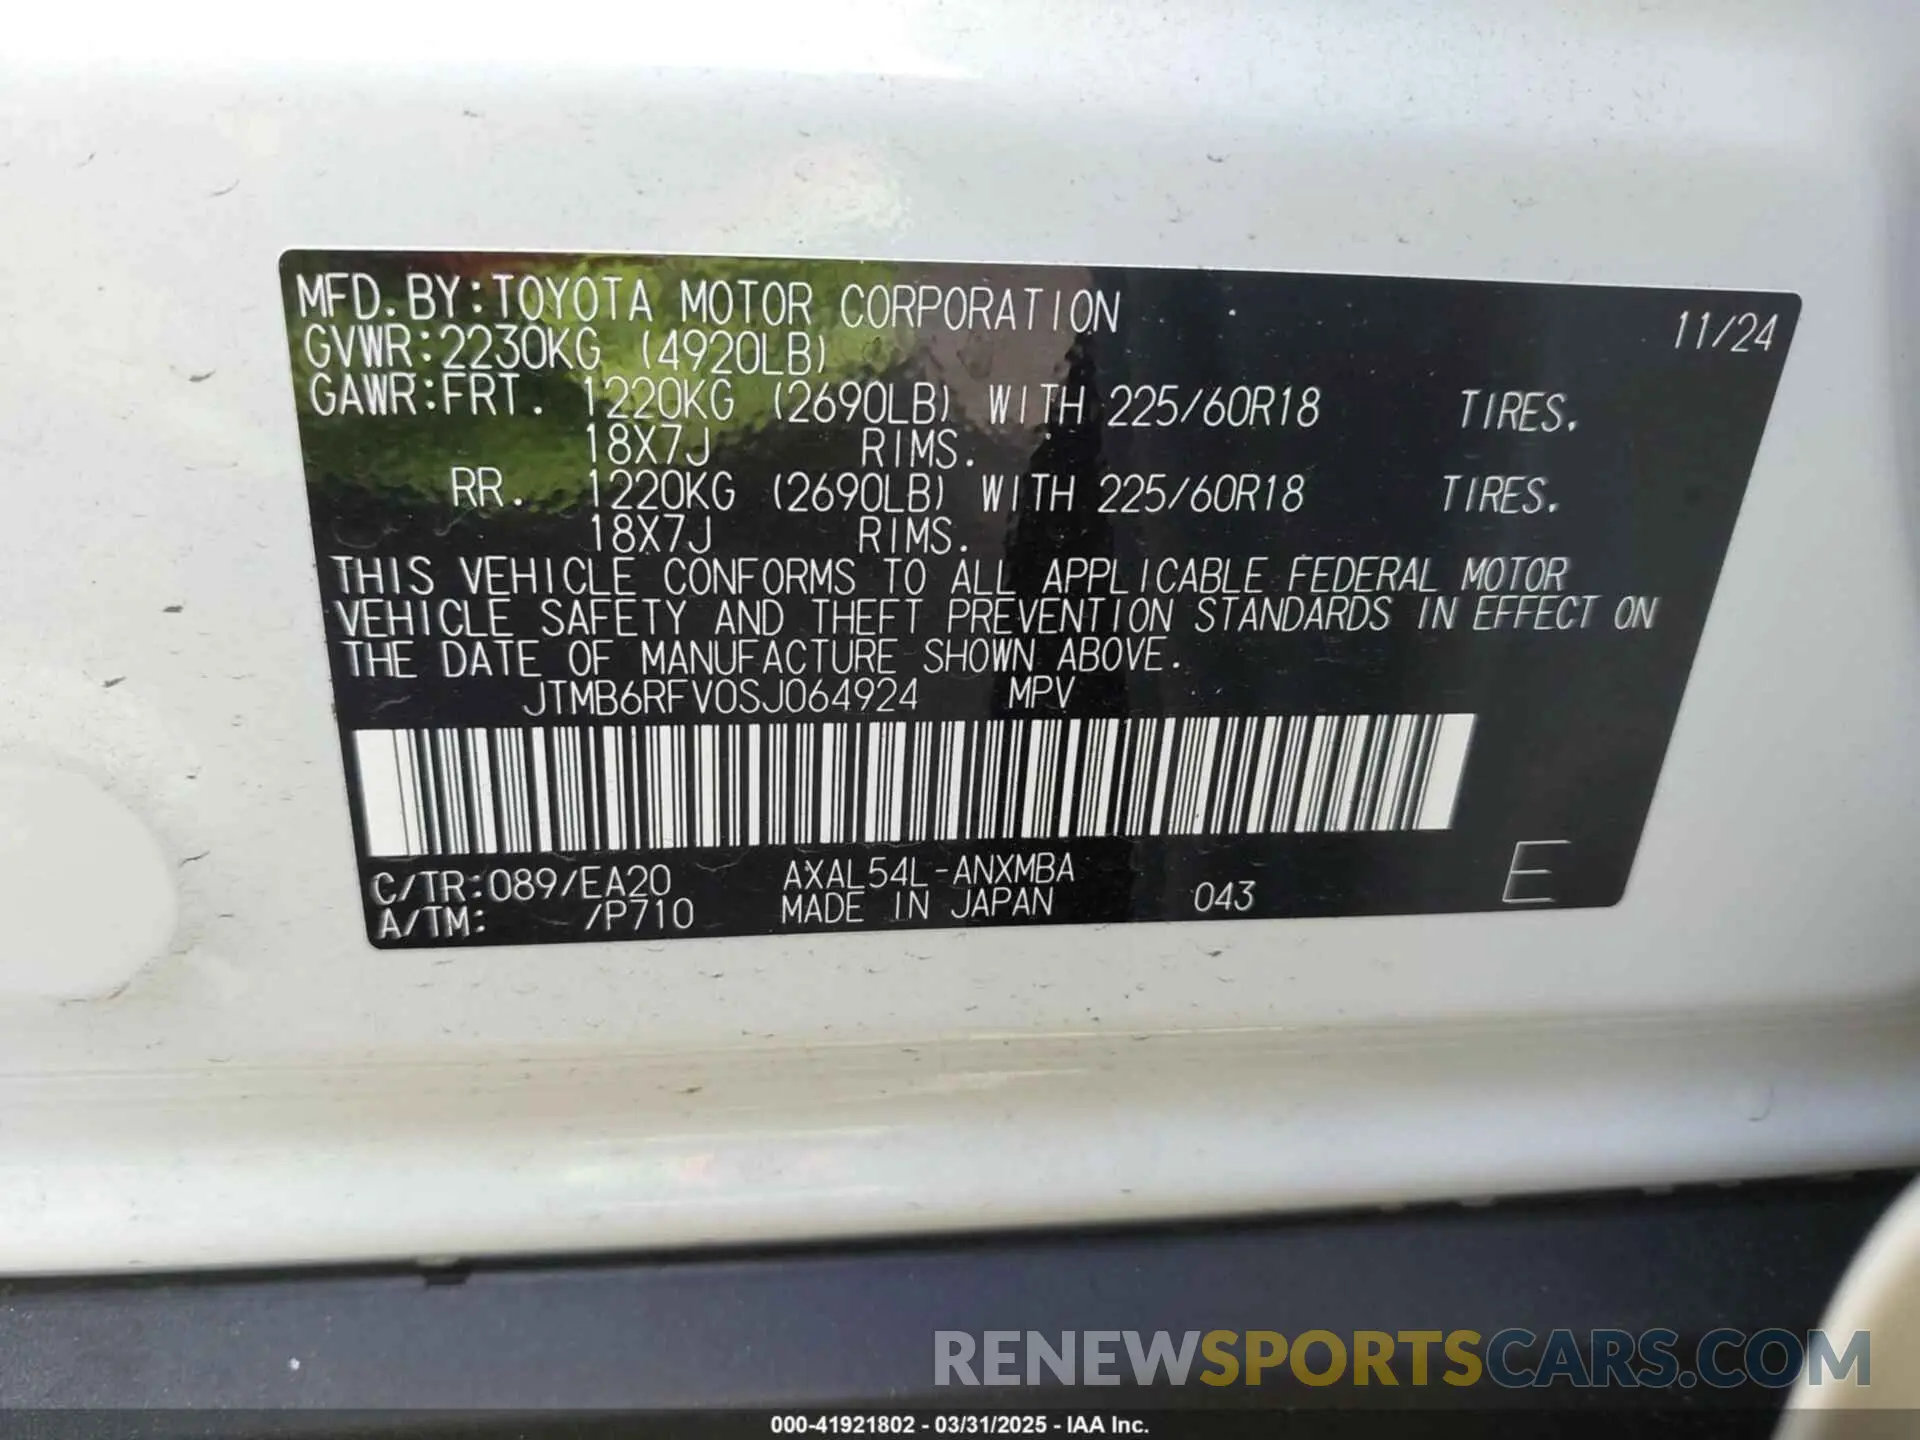 MFD. BY:TOYOTA MOTOR CORPORATION 11/24
GVWR:2230KG (4920LB)
GAWR:FRT. 1220KG (2690LB) WITH 225/60R18 TIRES.
18X7J RIMS.
RR. 1220KG (2690LB) WITH 225/60R18 TIRES.
18X7J RIMS.
THIS VEHICLE CONFORMS TO ALL APPLICABLE FEDERAL MOTOR
VEHICLE SAFETY AND THEFT PREVENTION STANDARDS IN EFFECT ON
THE DATE OF MANUFACTURE SHOWN ABOVE.
JTMB6RFV0SJ064924 MPV
C/TR:089/EA20 AXAL54L-ANXMBA
A/TM: /P710 MADE IN JAPAN 043 E
RENEWSPORTSCARS.COM
000-41921802 - 03/31/2025 - IAA Inc.